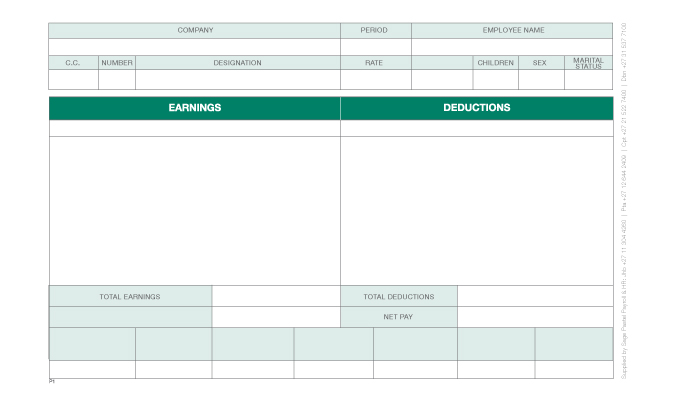 COMPANY PERIOD EMPLOYEE NAME
C.C. NUMBER DESIGNATION RATE CHILDREN SEX MARITAL STATUS
EARNINGS DEDUCTIONS
TOTAL EARNINGS TOTAL DEDUCTIONS
NET PAY
Supplied by Sage Pastel Payroll & HR: Jhb +27 11 304 4050 | Pta +27 12 644 2409 | Cpt +27 21 522 7400 | Dbn +27 31 537 7100